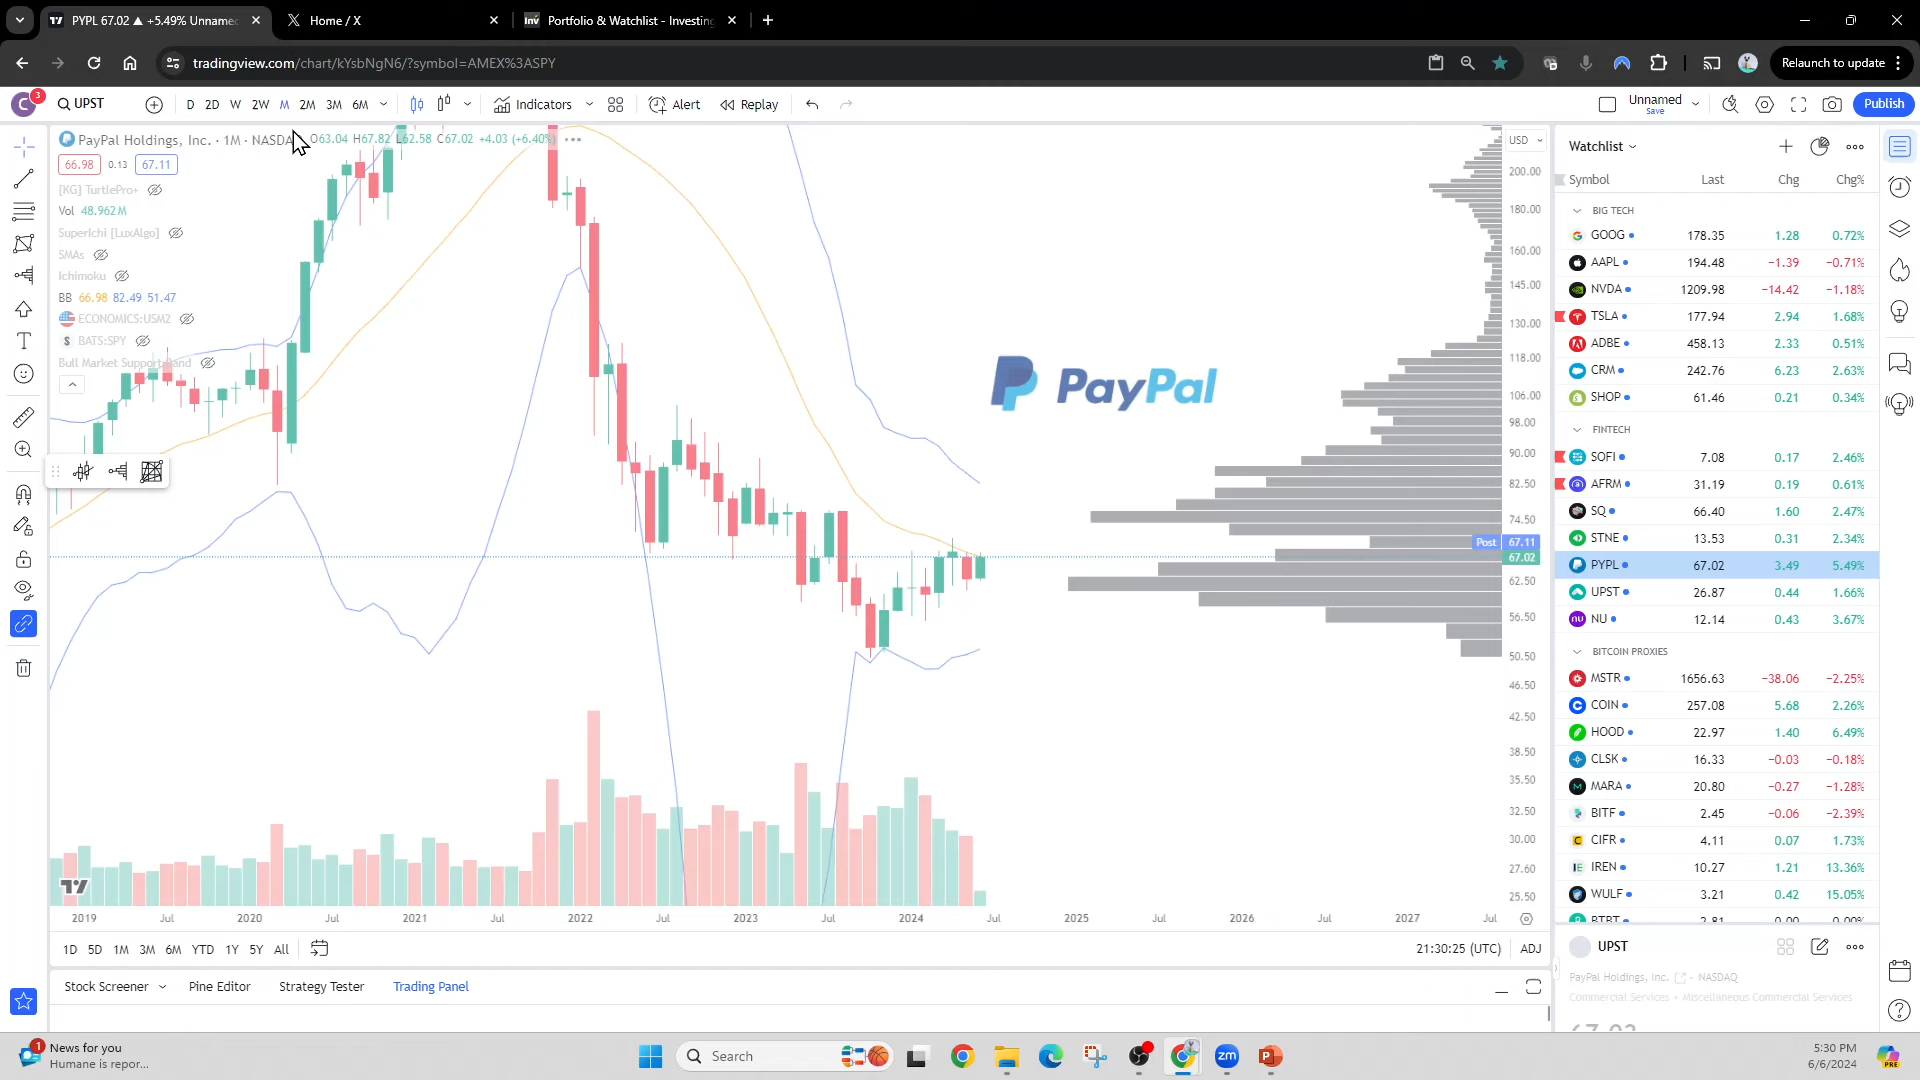 PYPL 67.02 ▲ +5.49% Unname
Home / X
Portfolio & Watchlist - Investing
tradingview.com/chart/kYsbNgN6/?symbol=AMEX%3ASPY
Relaunch to update
C 3
UPST
D 2D W 2W M 2M 3M 6M
Indicators
Alert
Replay
Unnamed
Save
Publish
PayPal Holdings, Inc. · 1M · NASDA
O63.04 H67.82 L62.58 C67.02 +4.03 (+6.40%)
66.98 0.13 67.11
[KG] TurtlePro+
Vol 48.962M
SuperIchi [LuxAlgo]
SMAs
Ichimoku
BB 66.98 82.49 51.47
ECONOMICS:USM2
BATS:SPY
Bull Market Support Band
PayPal
USD
200.00
180.00
160.00
145.00
130.00
118.00
106.00
98.00
90.00
82.50
74.50
Post 67.11
67.02
62.50
56.50
50.50
46.50
42.50
38.50
35.50
32.50
30.00
27.60
25.50
2019 Jul 2020 Jul 2021 Jul 2022 Jul 2023 Jul 2024 Jul 2025 Jul 2026 Jul 2027 Jul
1D 5D 1M 3M 6M YTD 1Y 5Y All
21:30:25 (UTC) ADJ
Stock Screener
Pine Editor
Strategy Tester
Trading Panel
Watchlist
Symbol Last Chg Chg%
BIG TECH
GOOG 178.35 1.28 0.72%
AAPL 194.48 −1.39 −0.71%
NVDA 1209.98 −14.42 −1.18%
TSLA 177.94 2.94 1.68%
ADBE 458.13 2.33 0.51%
CRM 242.76 6.23 2.63%
SHOP 61.46 0.21 0.34%
FINTECH
SOFI 7.08 0.17 2.46%
AFRM 31.19 0.19 0.61%
SQ 66.40 1.60 2.47%
STNE 13.53 0.31 2.34%
PYPL 67.02 3.49 5.49%
UPST 26.87 0.44 1.66%
NU 12.14 0.43 3.67%
BITCOIN PROXIES
MSTR 1656.63 −38.06 −2.25%
COIN 257.08 5.68 2.26%
HOOD 22.97 1.40 6.49%
CLSK 16.33 −0.03 −0.18%
MARA 20.80 −0.27 −1.28%
BITF 2.45 −0.06 −2.39%
CIFR 4.11 0.07 1.73%
IREN 10.27 1.21 13.36%
WULF 3.21 0.42 15.05%
BTBT 2.81 0.00 0.00%
UPST
PayPal Holdings, Inc. - NASDAQ
Commercial Services • Miscellaneous Commercial Services
News for you
Humane is repor...
Search
5:30 PM
6/6/2024